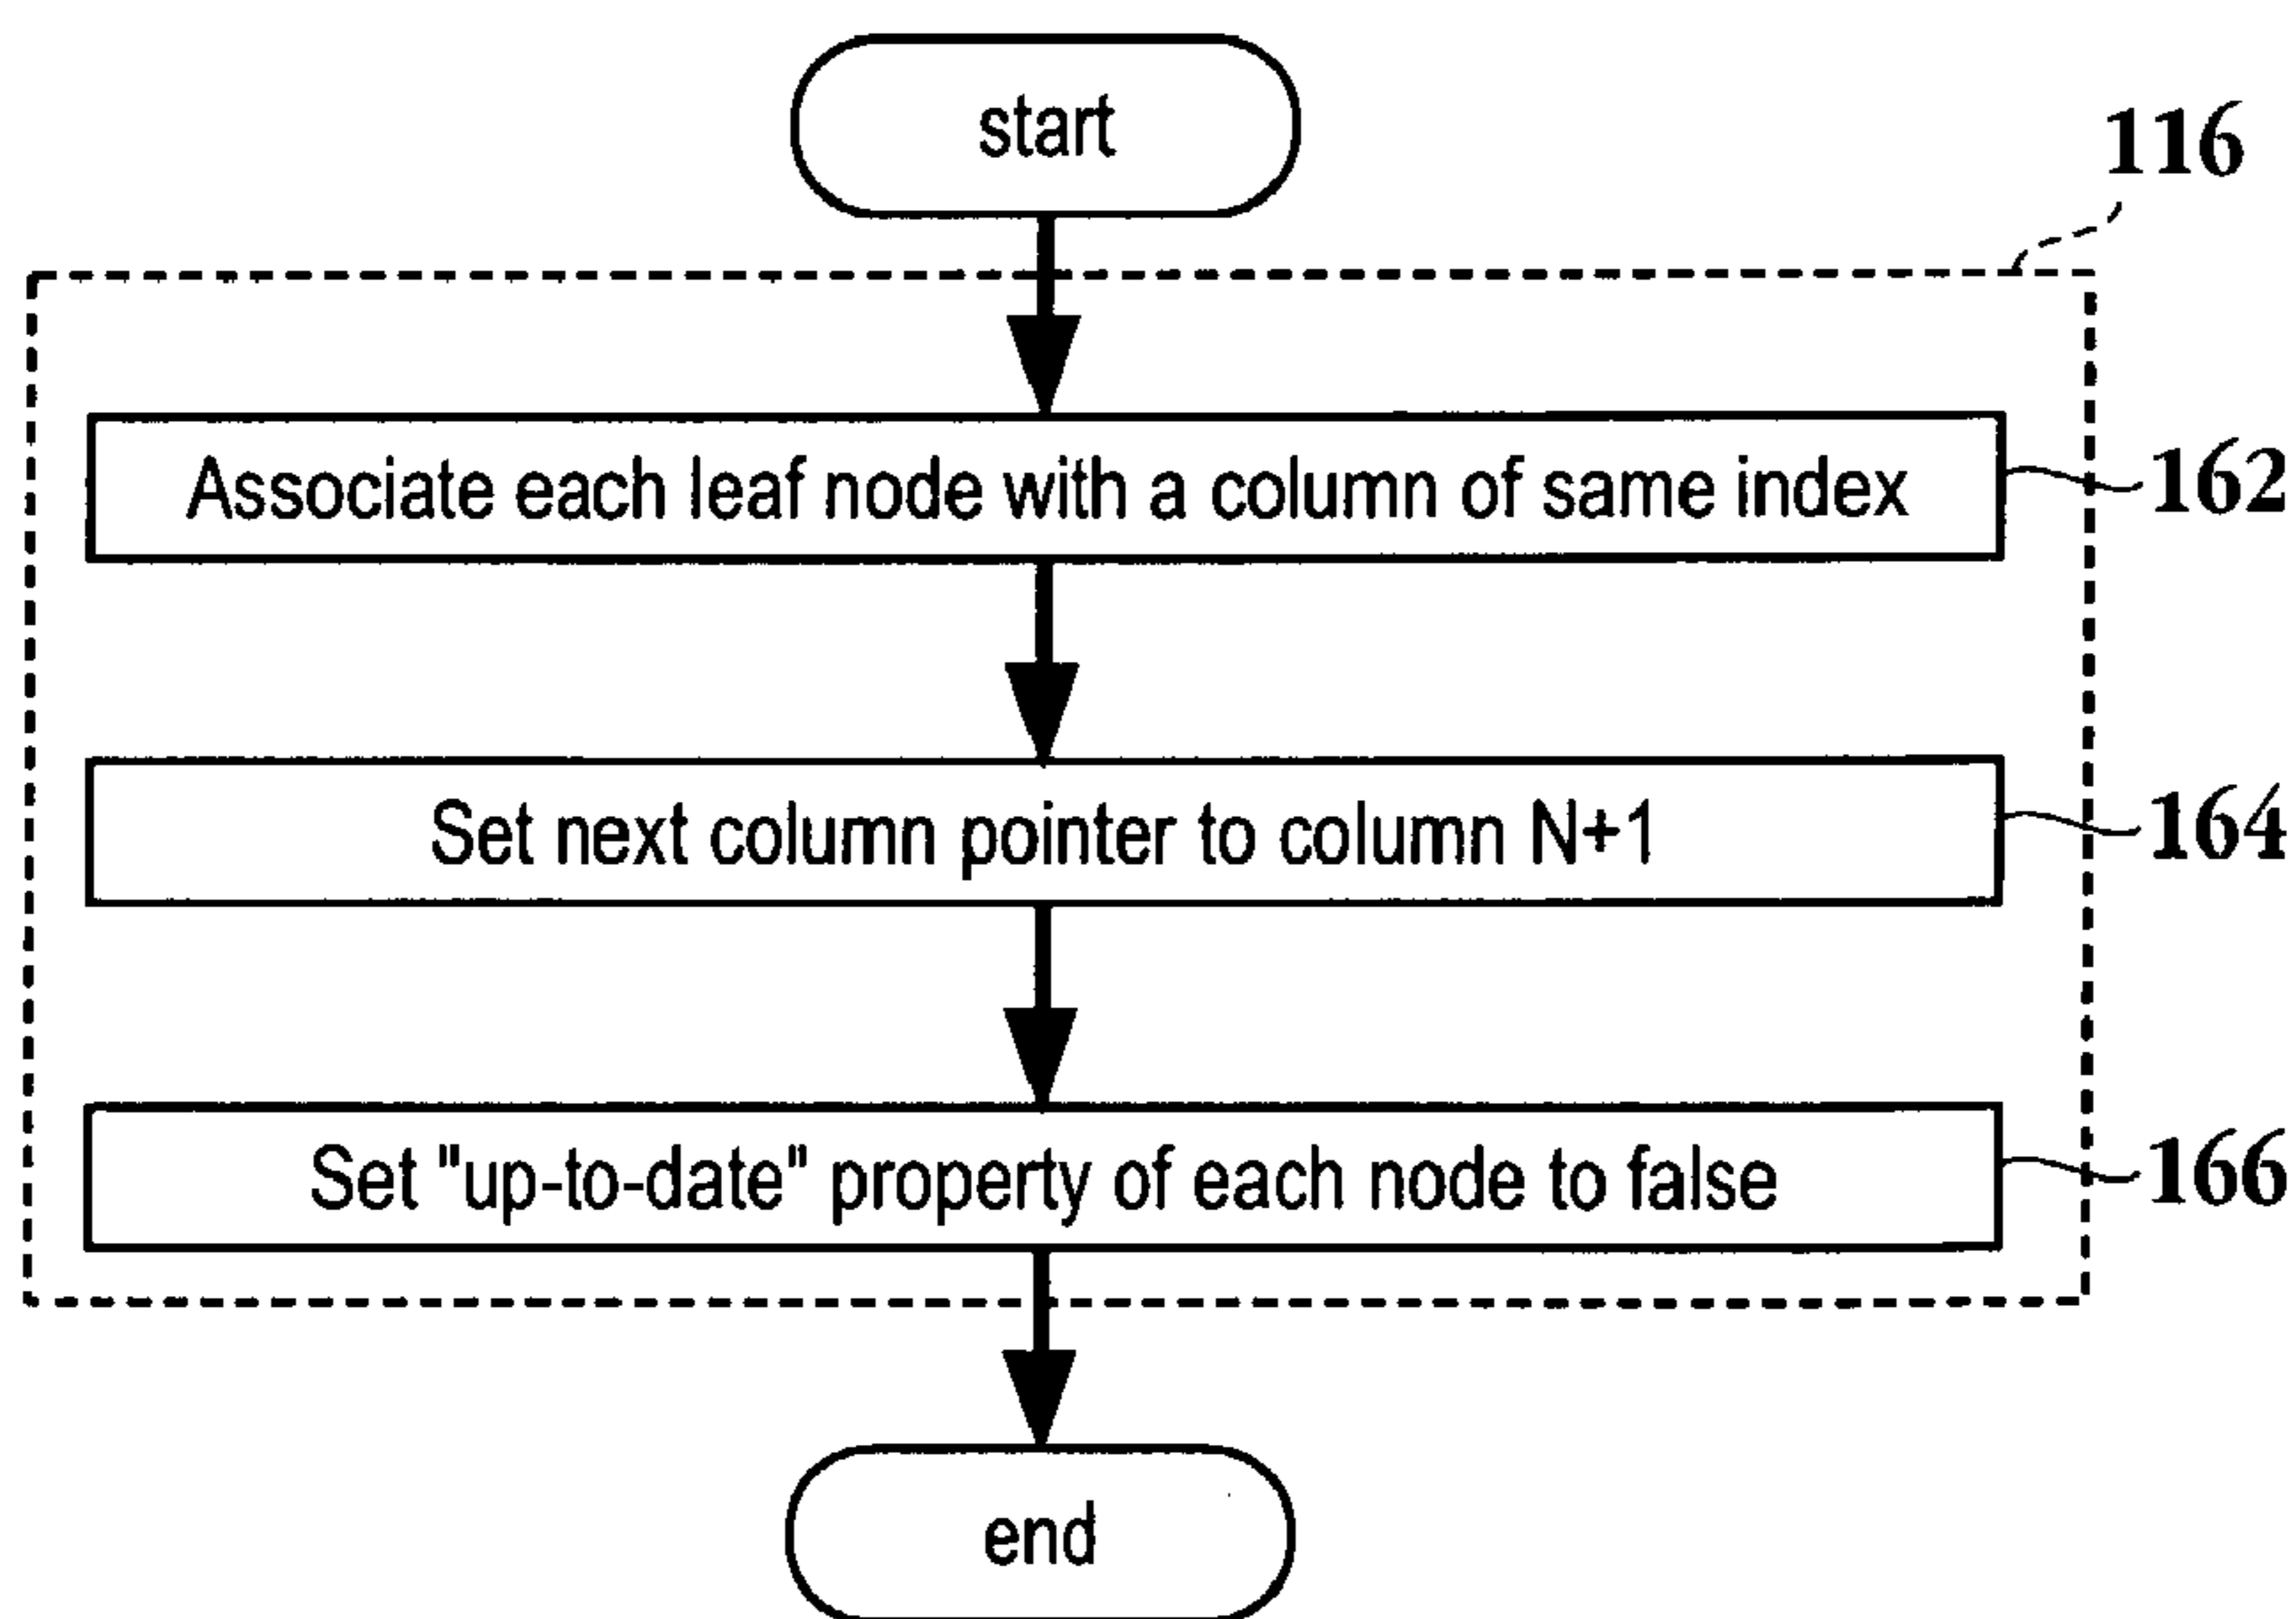 start
116
Associate each leaf node with a column of same index
162
Set next column pointer to column N+1
164
Set "up-to-date" property of each node to false
166
end